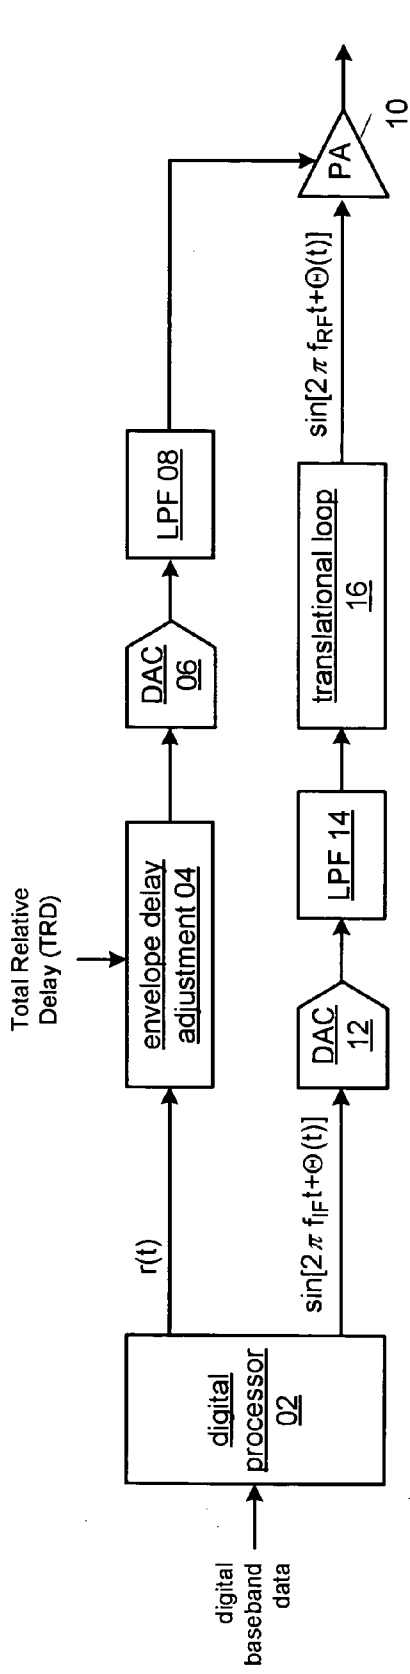 digital
baseband
data
digital
processor
02
r(t)
sin[2π f_IF t+Θ(t)]
Total Relative
Delay (TRD)
envelope delay
adjustment 04
DAC
06
LPF 08
DAC
12
LPF 14
translational loop
16
sin[2π f_RF t+Θ(t)]
PA
10